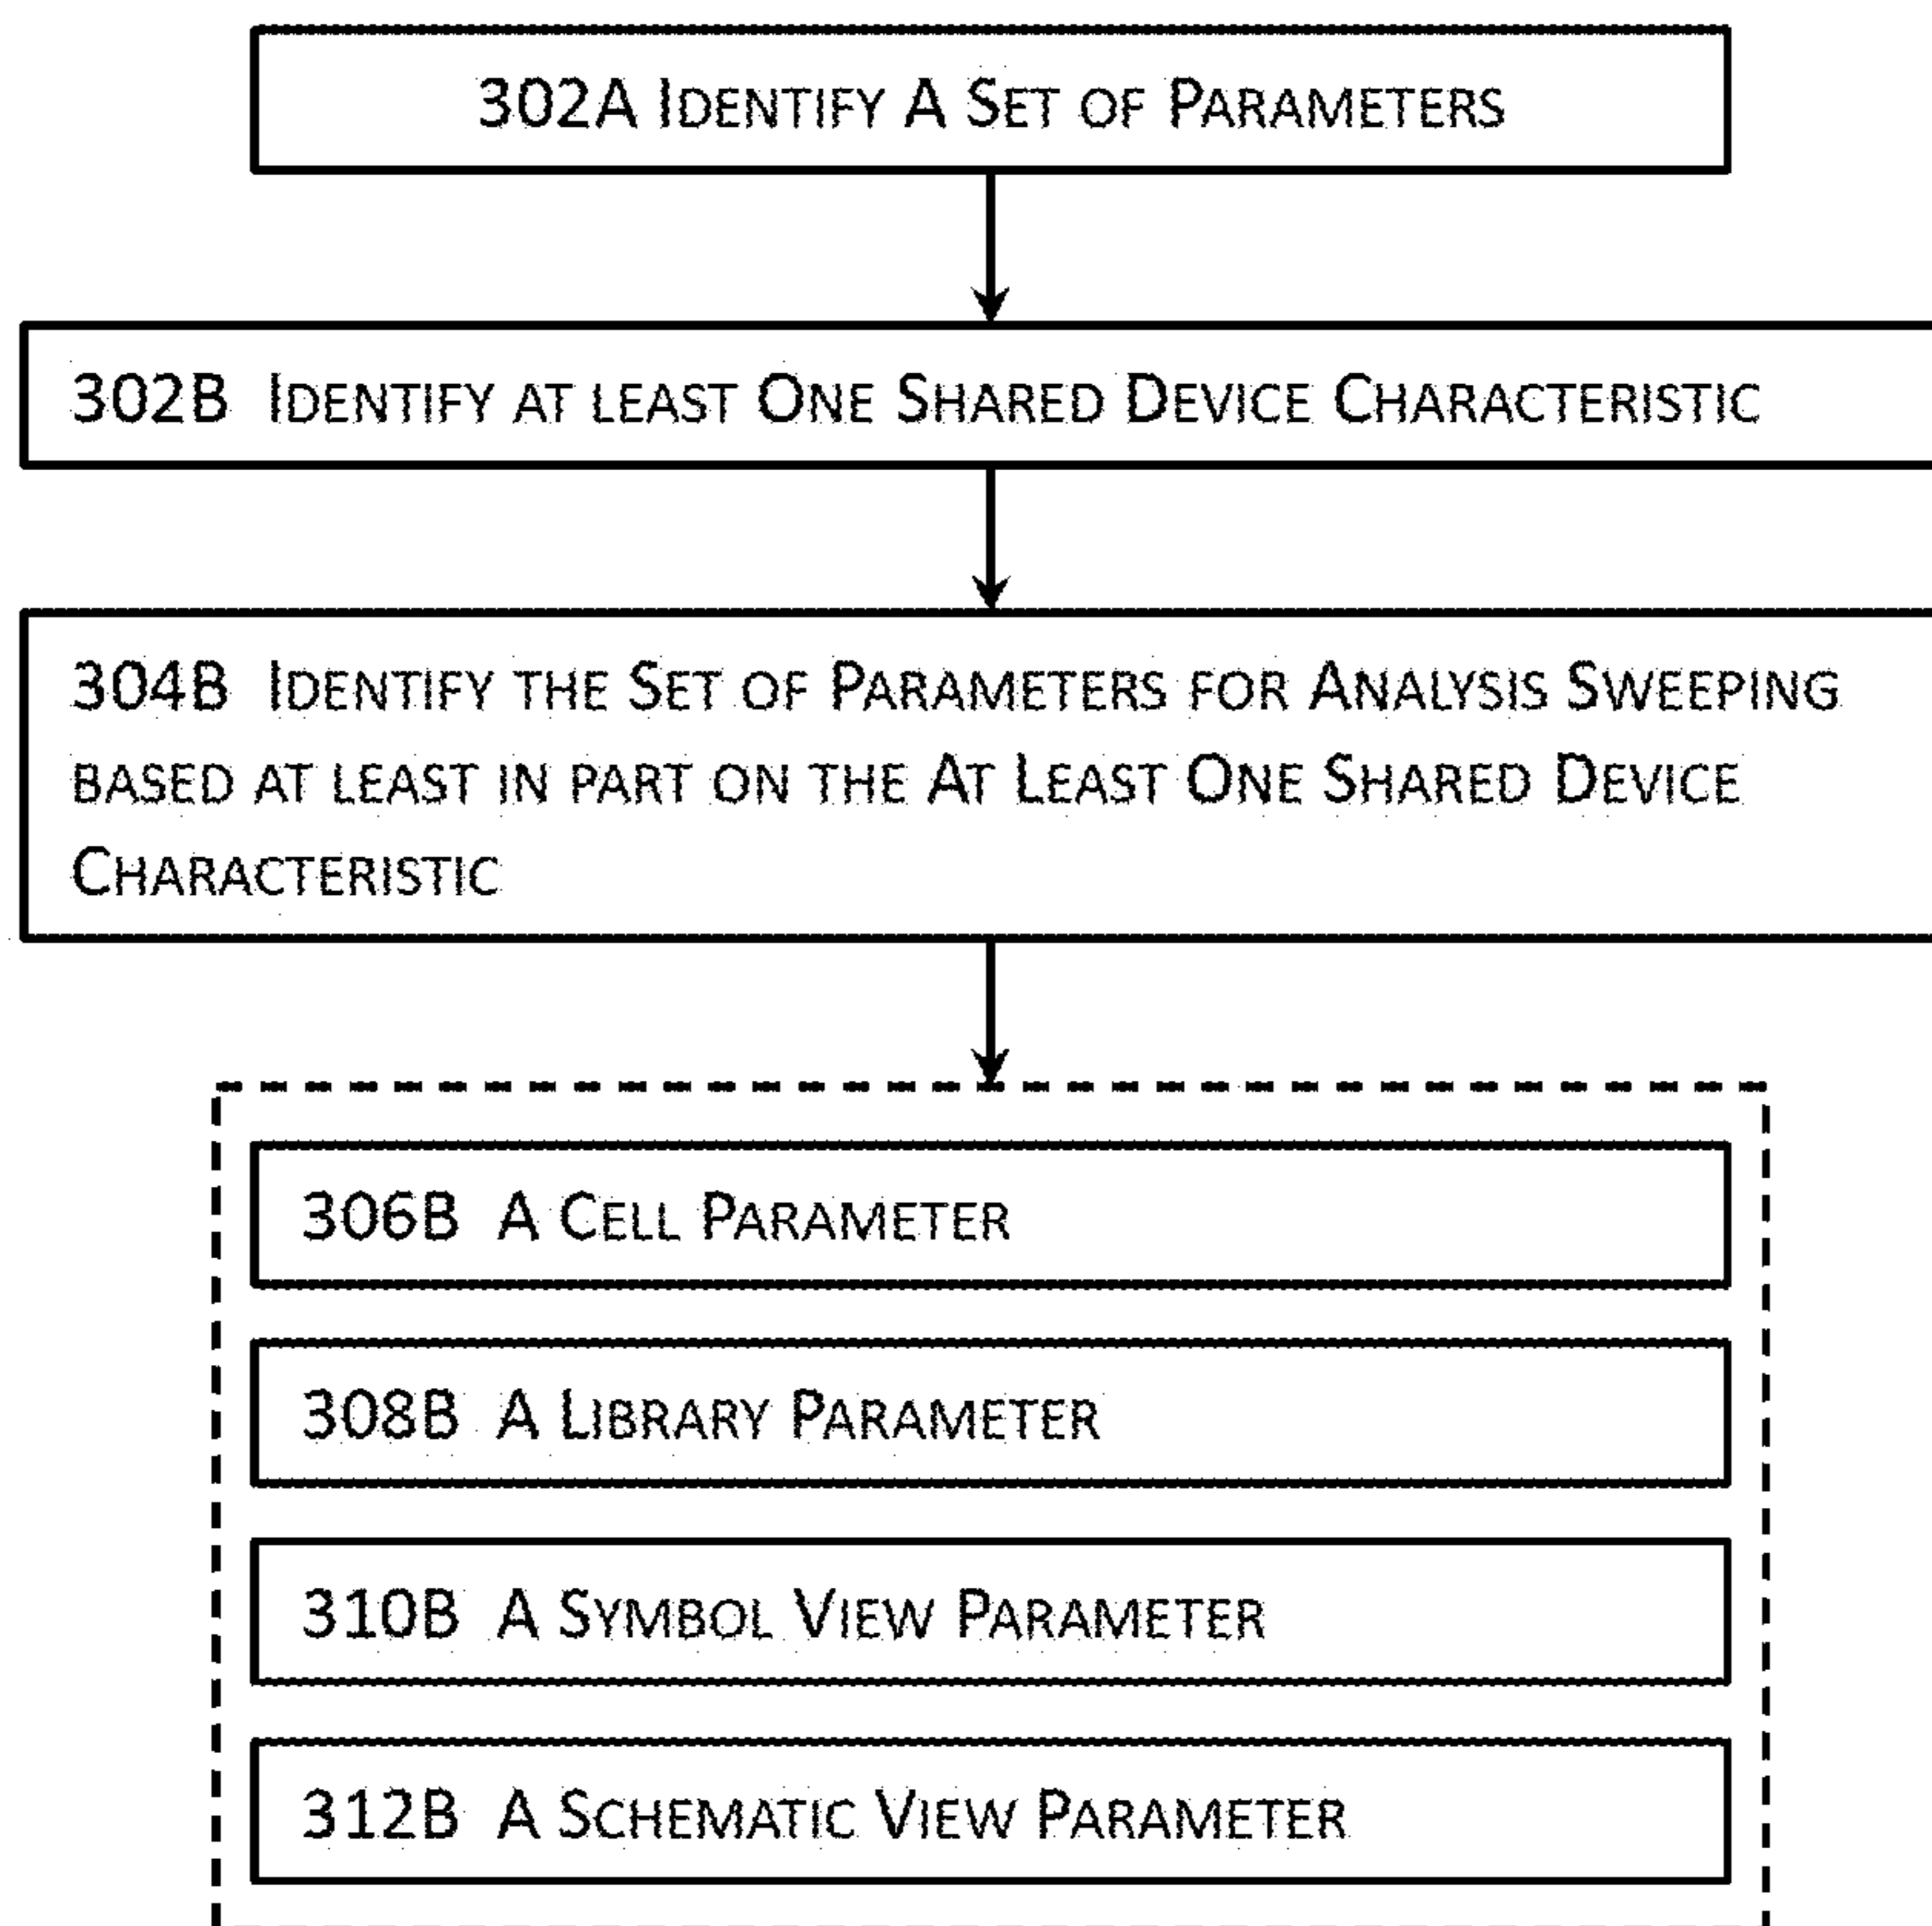 302A Identify A Set of Parameters
302B Identify at least One Shared Device Characteristic
304B Identify the Set of Parameters for Analysis Sweeping
based at least in part on the At Least One Shared Device
Characteristic
306B A Cell Parameter
308B A Library Parameter
310B A Symbol View Parameter
312B A Schematic View Parameter